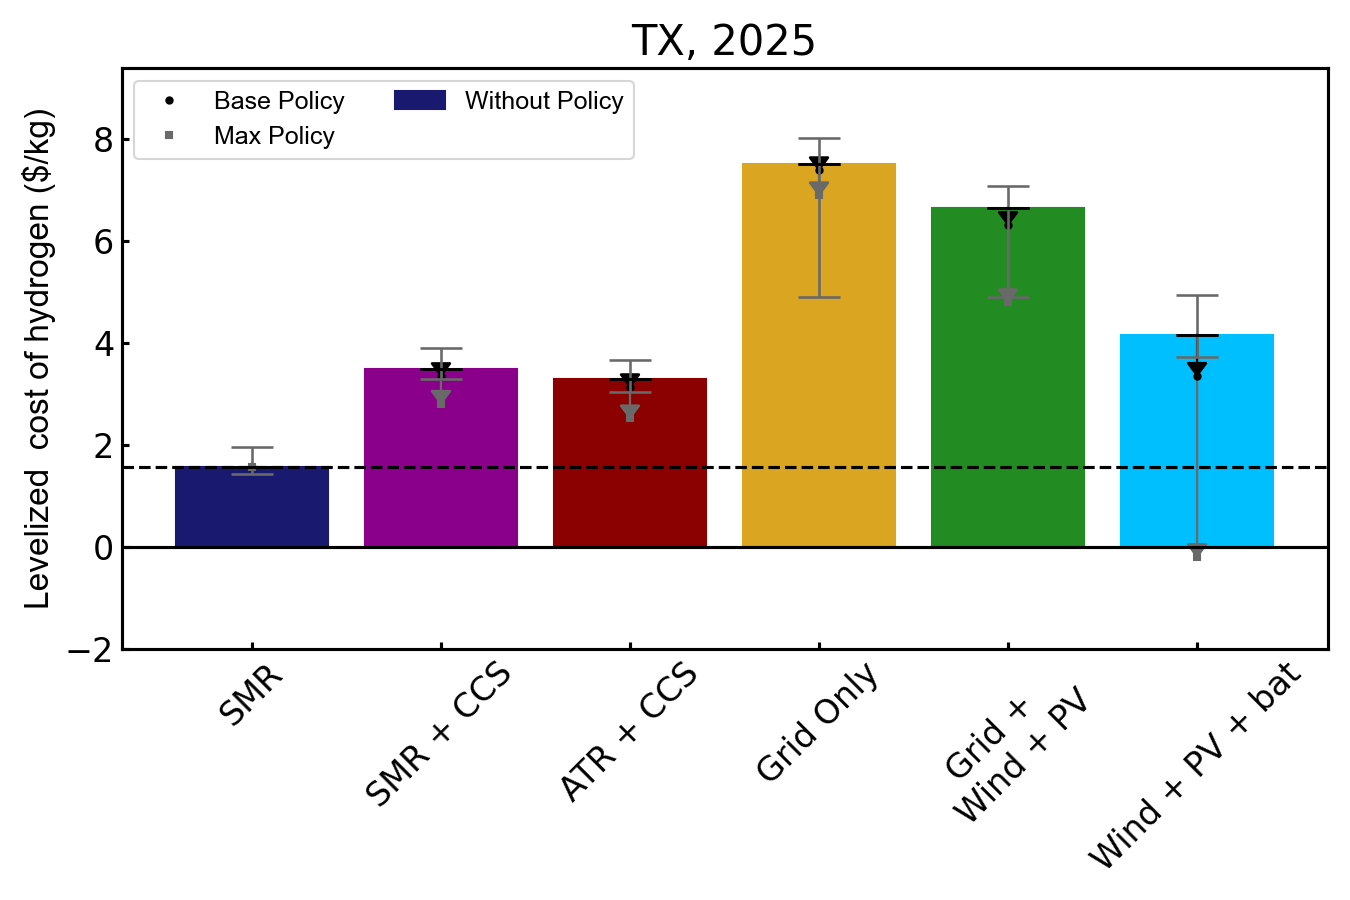 TX, 2025
Base Policy
Max Policy
Without Policy
Levelized  cost of hydrogen ($/kg)
8
6
4
2
0
−2
SMR
SMR + CCS
ATR + CCS
Grid Only
Grid +
Wind + PV
Wind + PV + bat